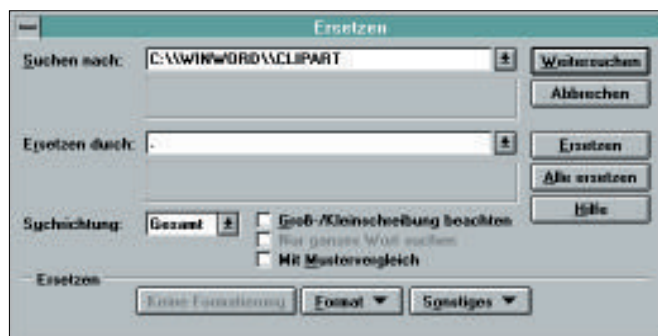 Ersetzen
Suchen nach: C:\\WINWORD\\CLIPART Weitersuchen
Abbrechen
Ersetzen durch: . Ersetzen
Alle ersetzen
Hilfe
Suchrichtung: Gesamt Groß-/Kleinschreibung beachten
Nur ganzes Wort suchen
Mit Mustervergleich
Ersetzen
Keine Formatierung Format Sonstiges